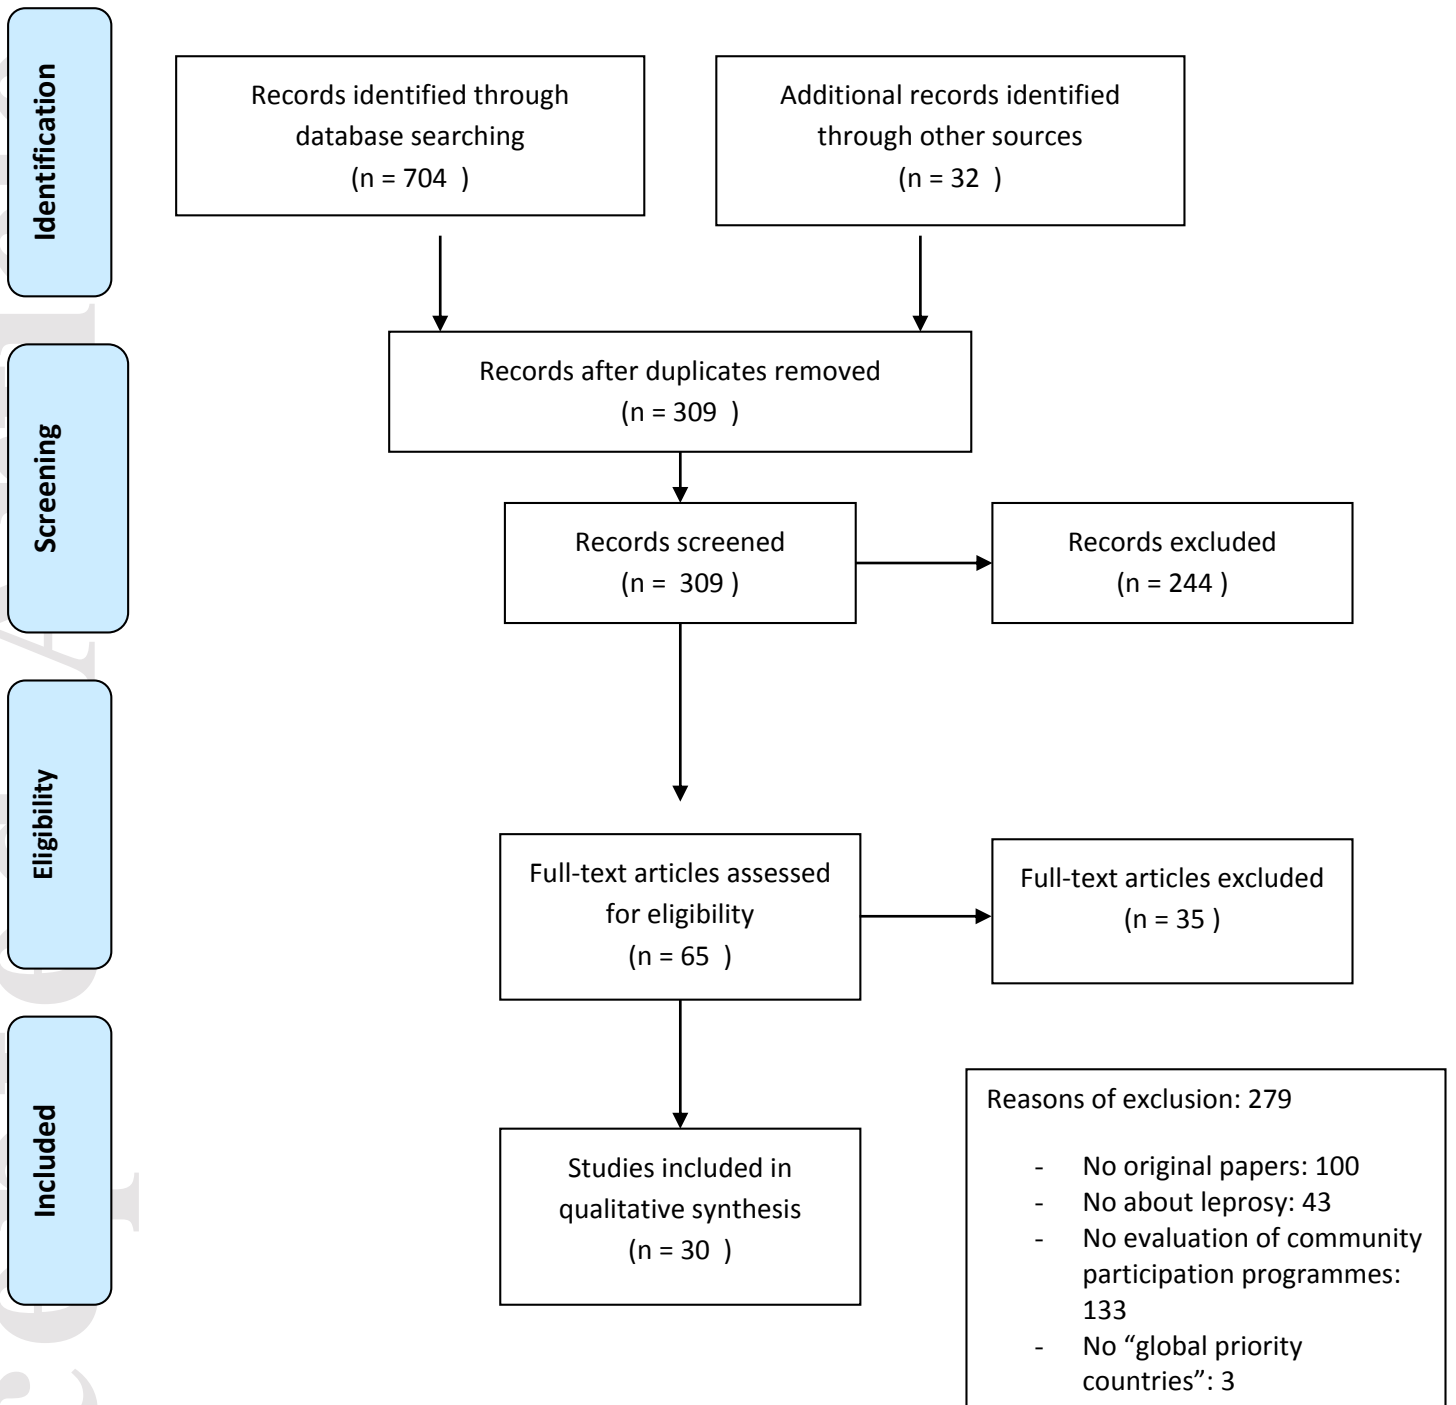 Identification
Records identified through
database searching
(n = 704 )
Additional records identified
through other sources
(n = 32 )
Records after duplicates removed
(n = 309 )
Screening
Records screened
(n = 309 )
Records excluded
(n = 244 )
Eligibility
Full-text articles assessed
for eligibility
(n = 65 )
Full-text articles excluded
(n = 35 )
Included
Studies included in
qualitative synthesis
(n = 30 )
Reasons of exclusion: 279
- No original papers: 100
- No about leprosy: 43
- No evaluation of community
participation programmes:
133
- No “global priority
countries”: 3